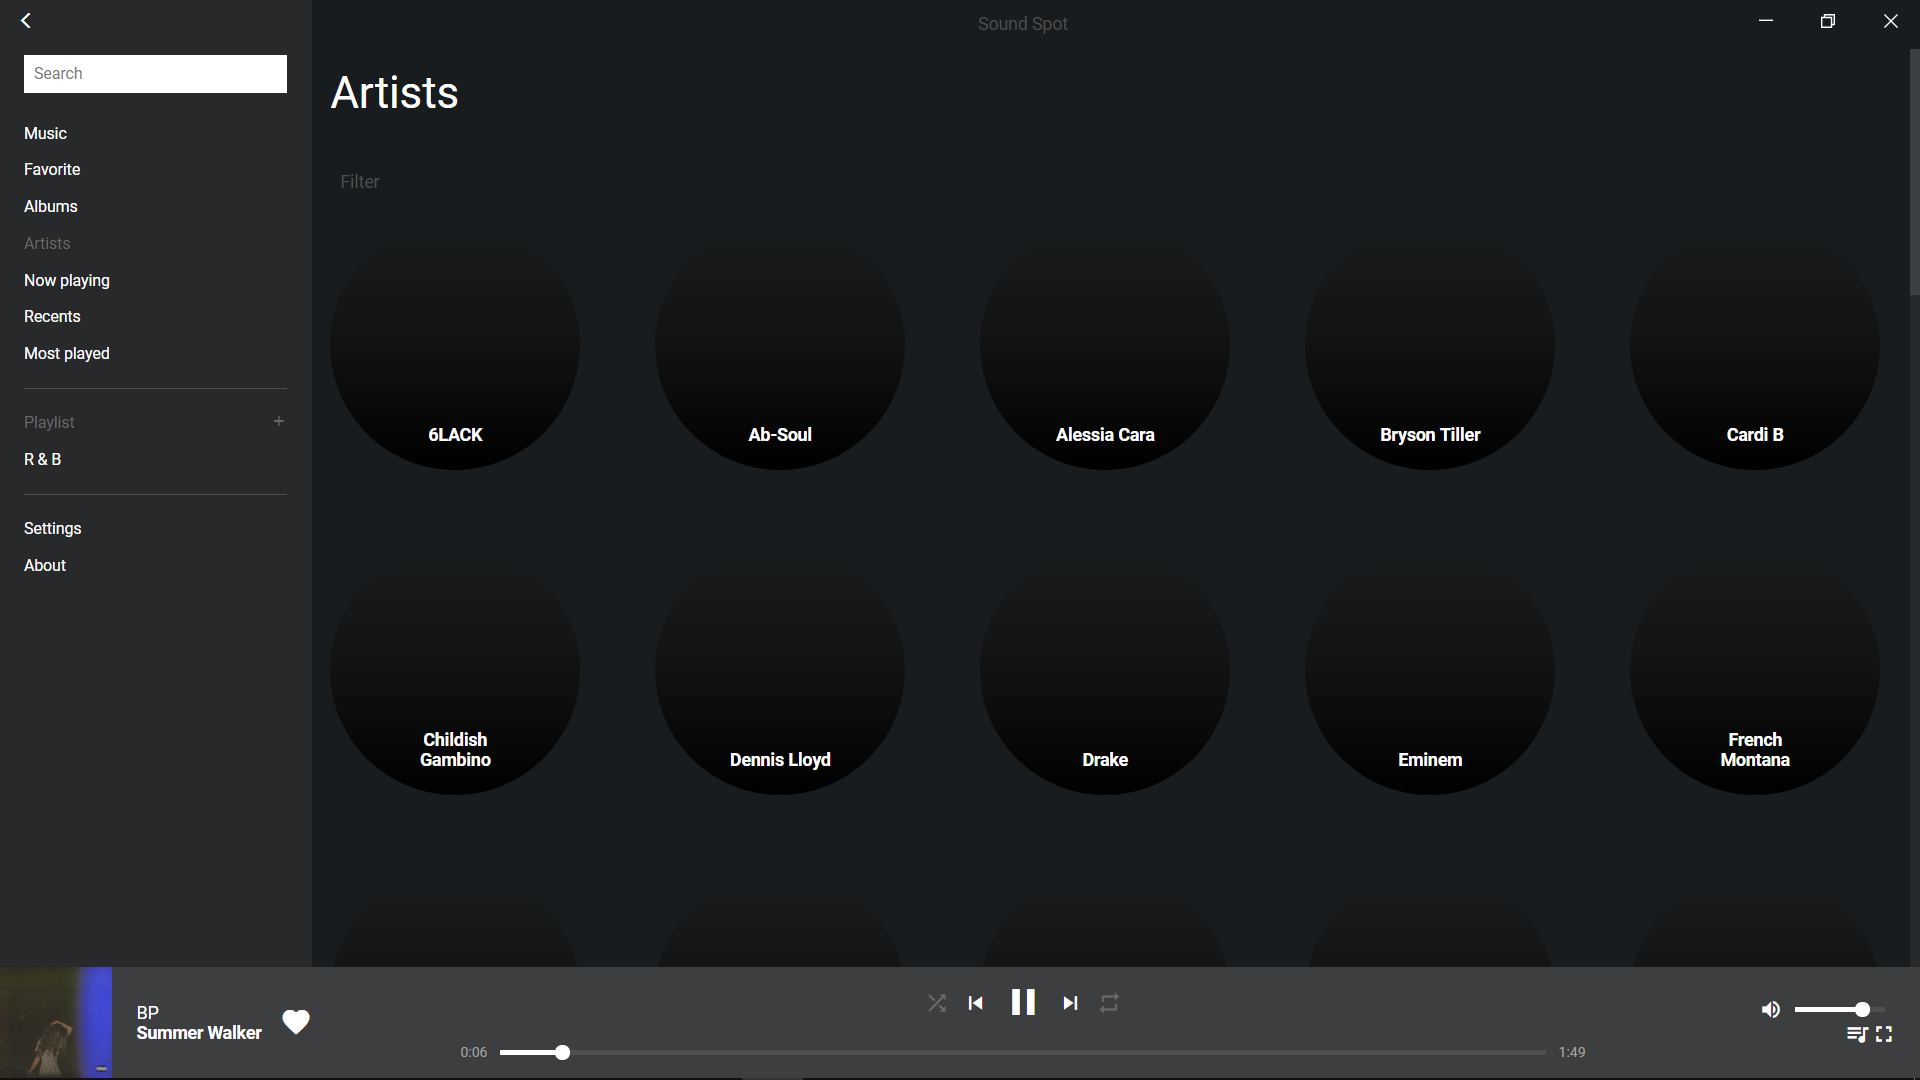 Sound Spot
Search
Music
Favorite
Albums
Artists
Now playing
Recents
Most played
Playlist
+
R & B
Settings
About
Artists
Filter
6LACK
Ab-Soul
Alessia Cara
Bryson Tiller
Cardi B
Childish
Gambino
Dennis Lloyd
Drake
Eminem
French
Montana
BP
Summer Walker
0:06
1:49